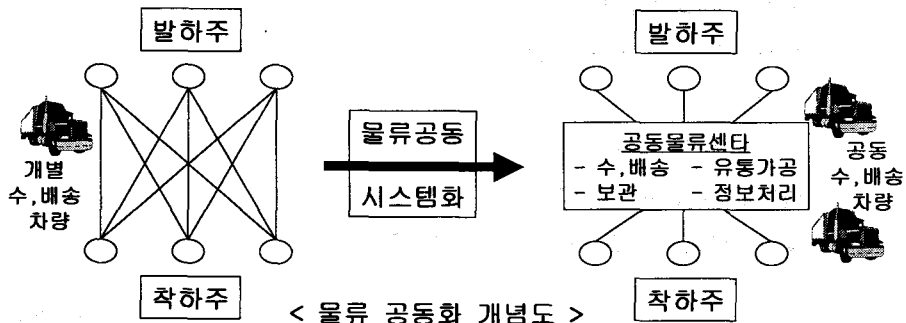 발하주
개별
수,배송
차량
착하주
물류공동
시스템화
발하주
공동물류센타
- 수,배송 - 유통가공
- 보관 - 정보처리
공동
수,배송
차량
착하주
< 물류 공동화 개념도 >